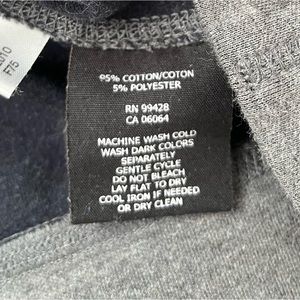 95% COTTON/COTON
5% POLYESTER
RN 99428
CA 06064
MACHINE WASH COLD
WASH DARK COLORS
SEPARATELY
GENTLE CYCLE
DO NOT BLEACH
LAY FLAT TO DRY
COOL IRON IF NEEDED
OR DRY CLEAN
F15